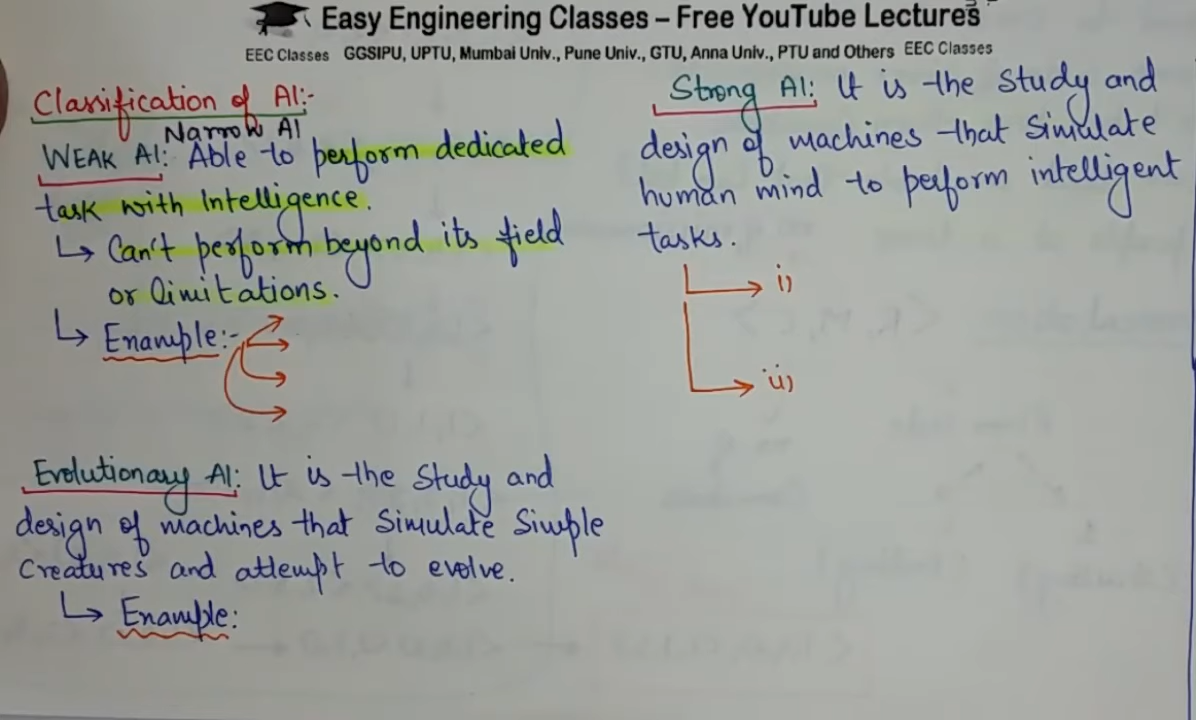 Easy Engineering Classes – Free YouTube Lectures
EEC Classes GGSIPU, UPTU, Mumbai Univ., Pune Univ., GTU, Anna Univ., PTU and Others EEC Classes
Classification of AI:-
Narrow AI
WEAK AI: Able to perform dedicated
task with Intelligence.
↳ Can't perform beyond its field
or limitations.
↳ Example:-
Evolutionary AI: It is the Study and
design of machines that Simulate Simple
Creatures and attempt to evolve.
↳ Example:
Strong AI: It is the Study and
design of machines that Simulate
human mind to perform intelligent
tasks.
i)
ii)